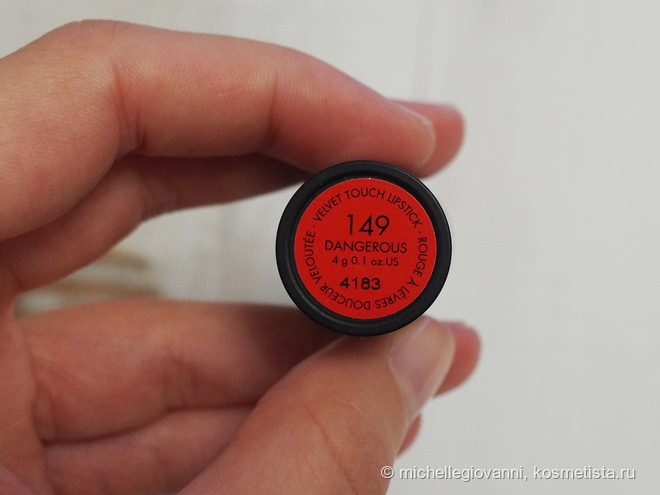 · VELVET TOUCH LIPSTICK · ROUGE À LÈVRES DOUCEUR VELOUTÉE
149
DANGEROUS
4 g 0.1 oz.US
4183
© michellegiovanni, kosmetista.ru